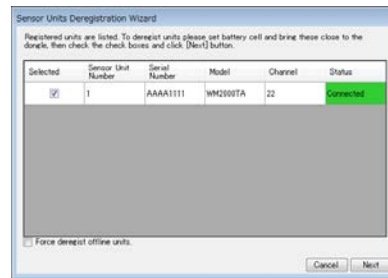 Sensor Units Deregistration Wizard
Registered units are listed. To deregist units please set battery cell and bring these close to the
dongle, then check the check boxes and click [Next] button.
Selected Sensor Unit Number Serial Number Model Channel Status
1 AAAA1111 WM2000TA 22 Connected
Force deregist offline units.
Cancel Next